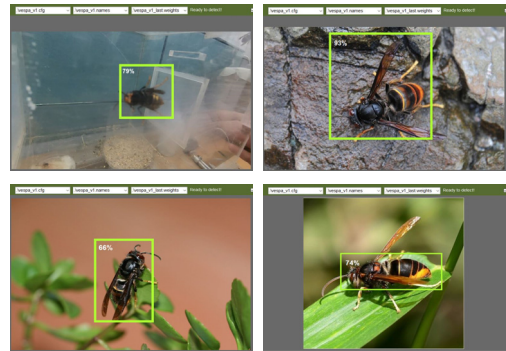 \vespa_v1.cfg \vespa_v1.names \vespa_v1_last.weights Ready to detect!
79%
\vespa_v1.cfg \vespa_v1.names \vespa_v1_last.weights Ready to detect!
93%
\vespa_v1.cfg \vespa_v1.names \vespa_v1_last.weights Ready to detect!
66%
\vespa_v1.cfg \vespa_v1.names \vespa_v1_last.weights Ready to detect!
74%